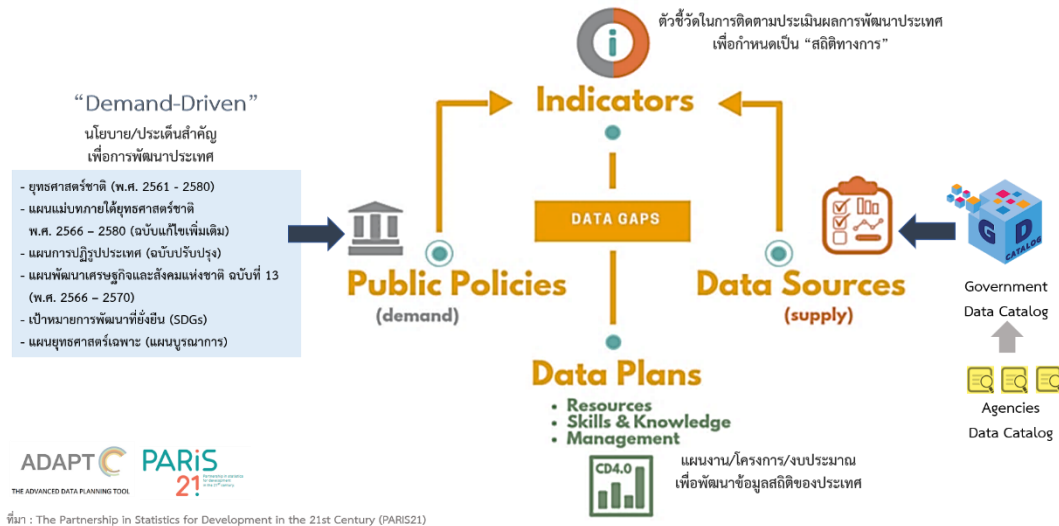 ตัวชี้วัดในการติดตามประเมินผลการพัฒนาประเทศ
เพื่อกำหนดเป็น “สถิติทางการ”
i
Indicators
“Demand-Driven”
นโยบาย/ประเด็นสำคัญ
เพื่อการพัฒนาประเทศ
- ยุทธศาสตร์ชาติ (พ.ศ. 2561 - 2580)
- แผนแม่บทภายใต้ยุทธศาสตร์ชาติ
พ.ศ. 2566 – 2580 (ฉบับแก้ไขเพิ่มเติม)
- แผนการปฏิรูปประเทศ (ฉบับปรับปรุง)
- แผนพัฒนาเศรษฐกิจและสังคมแห่งชาติ ฉบับที่ 13
(พ.ศ. 2566 – 2570)
- เป้าหมายการพัฒนาที่ยั่งยืน (SDGs)
- แผนยุทธศาสตร์เฉพาะ (แผนบูรณาการ)
DATA GAPS
Public Policies
(demand)
Data Sources
(supply)
G D
CATALOG
Government
Data Catalog
Agencies
Data Catalog
Data Plans
• Resources
• Skills & Knowledge
• Management
CD4.0
แผนงาน/โครงการ/งบประมาณ
เพื่อพัฒนาข้อมูลสถิติของประเทศ
ADAPT
THE ADVANCED DATA PLANNING TOOL
PARiS
21
Partnership in statistics
for development
in the 21st century
ที่มา : The Partnership in Statistics for Development in the 21st Century (PARIS21)